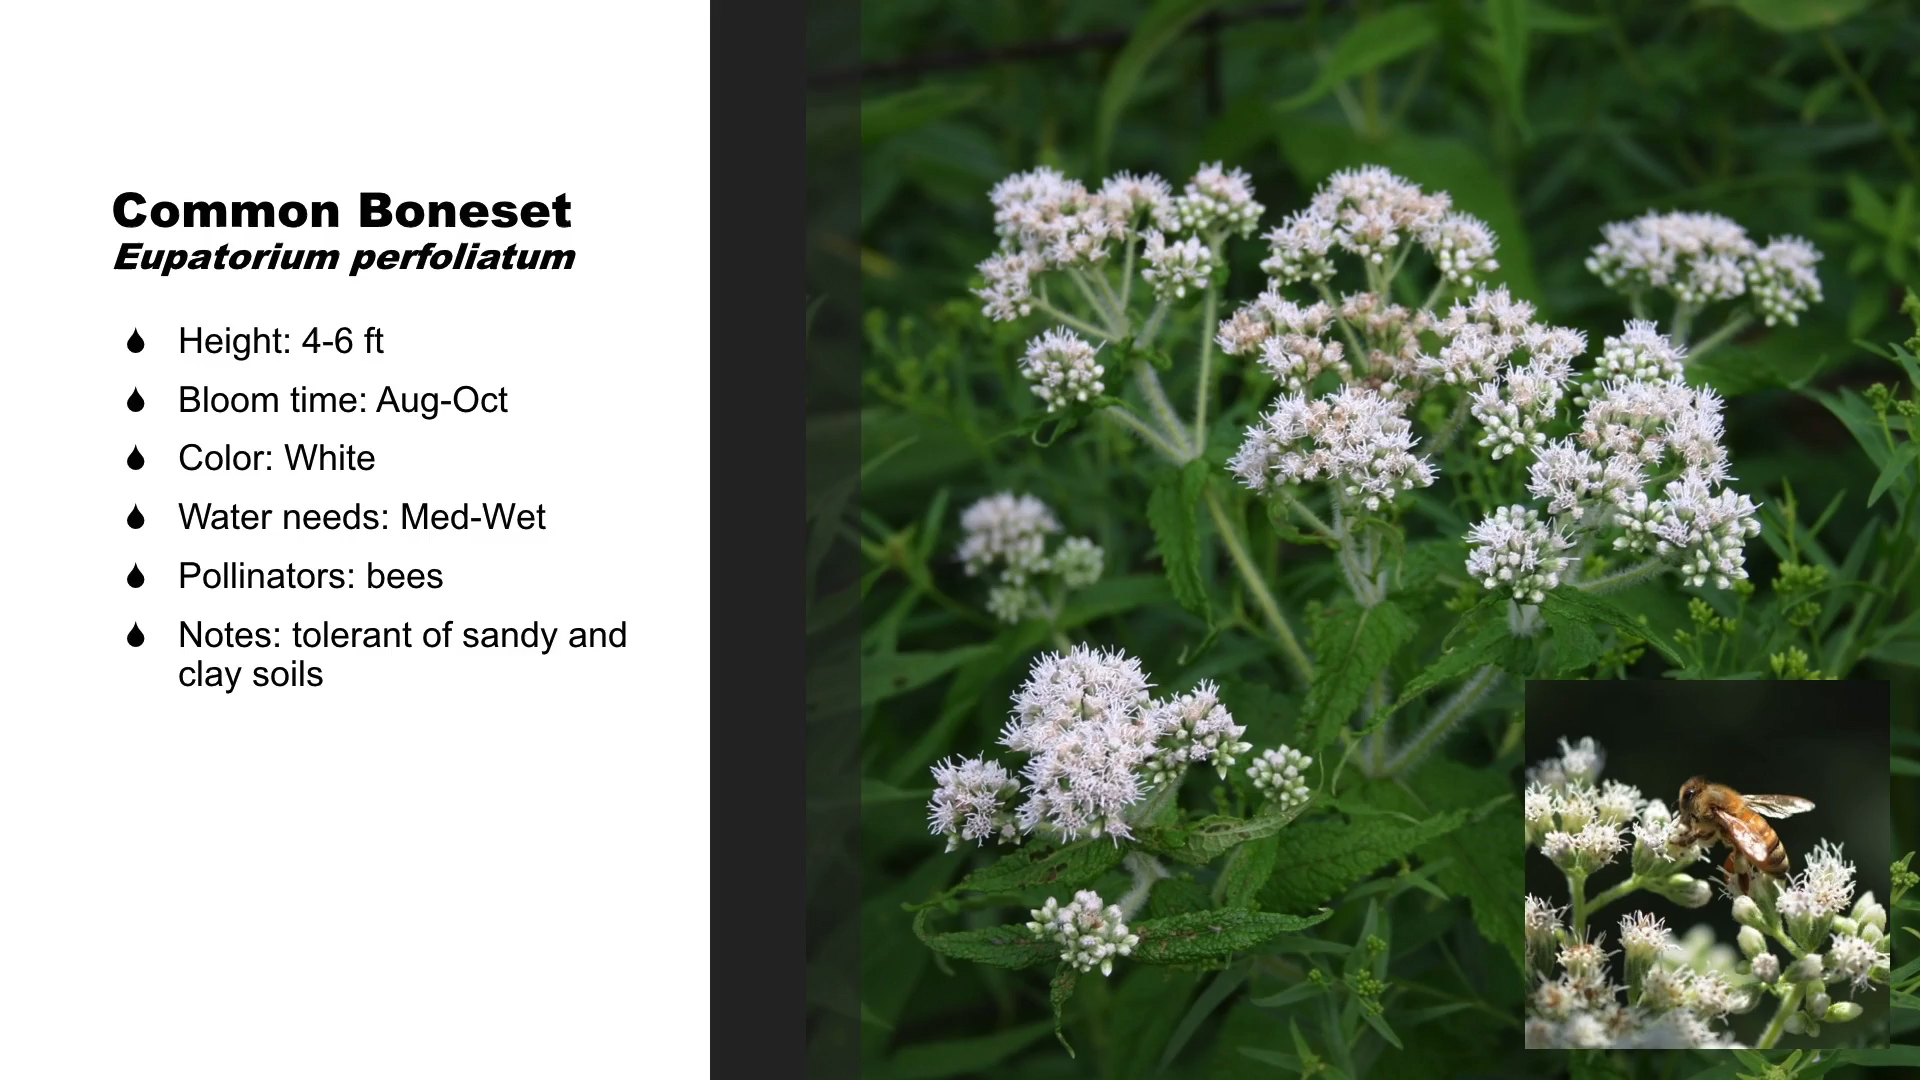 Common Boneset
Eupatorium perfoliatum
Height: 4-6 ft
Bloom time: Aug-Oct
Color: White
Water needs: Med-Wet
Pollinators: bees
Notes: tolerant of sandy and
clay soils